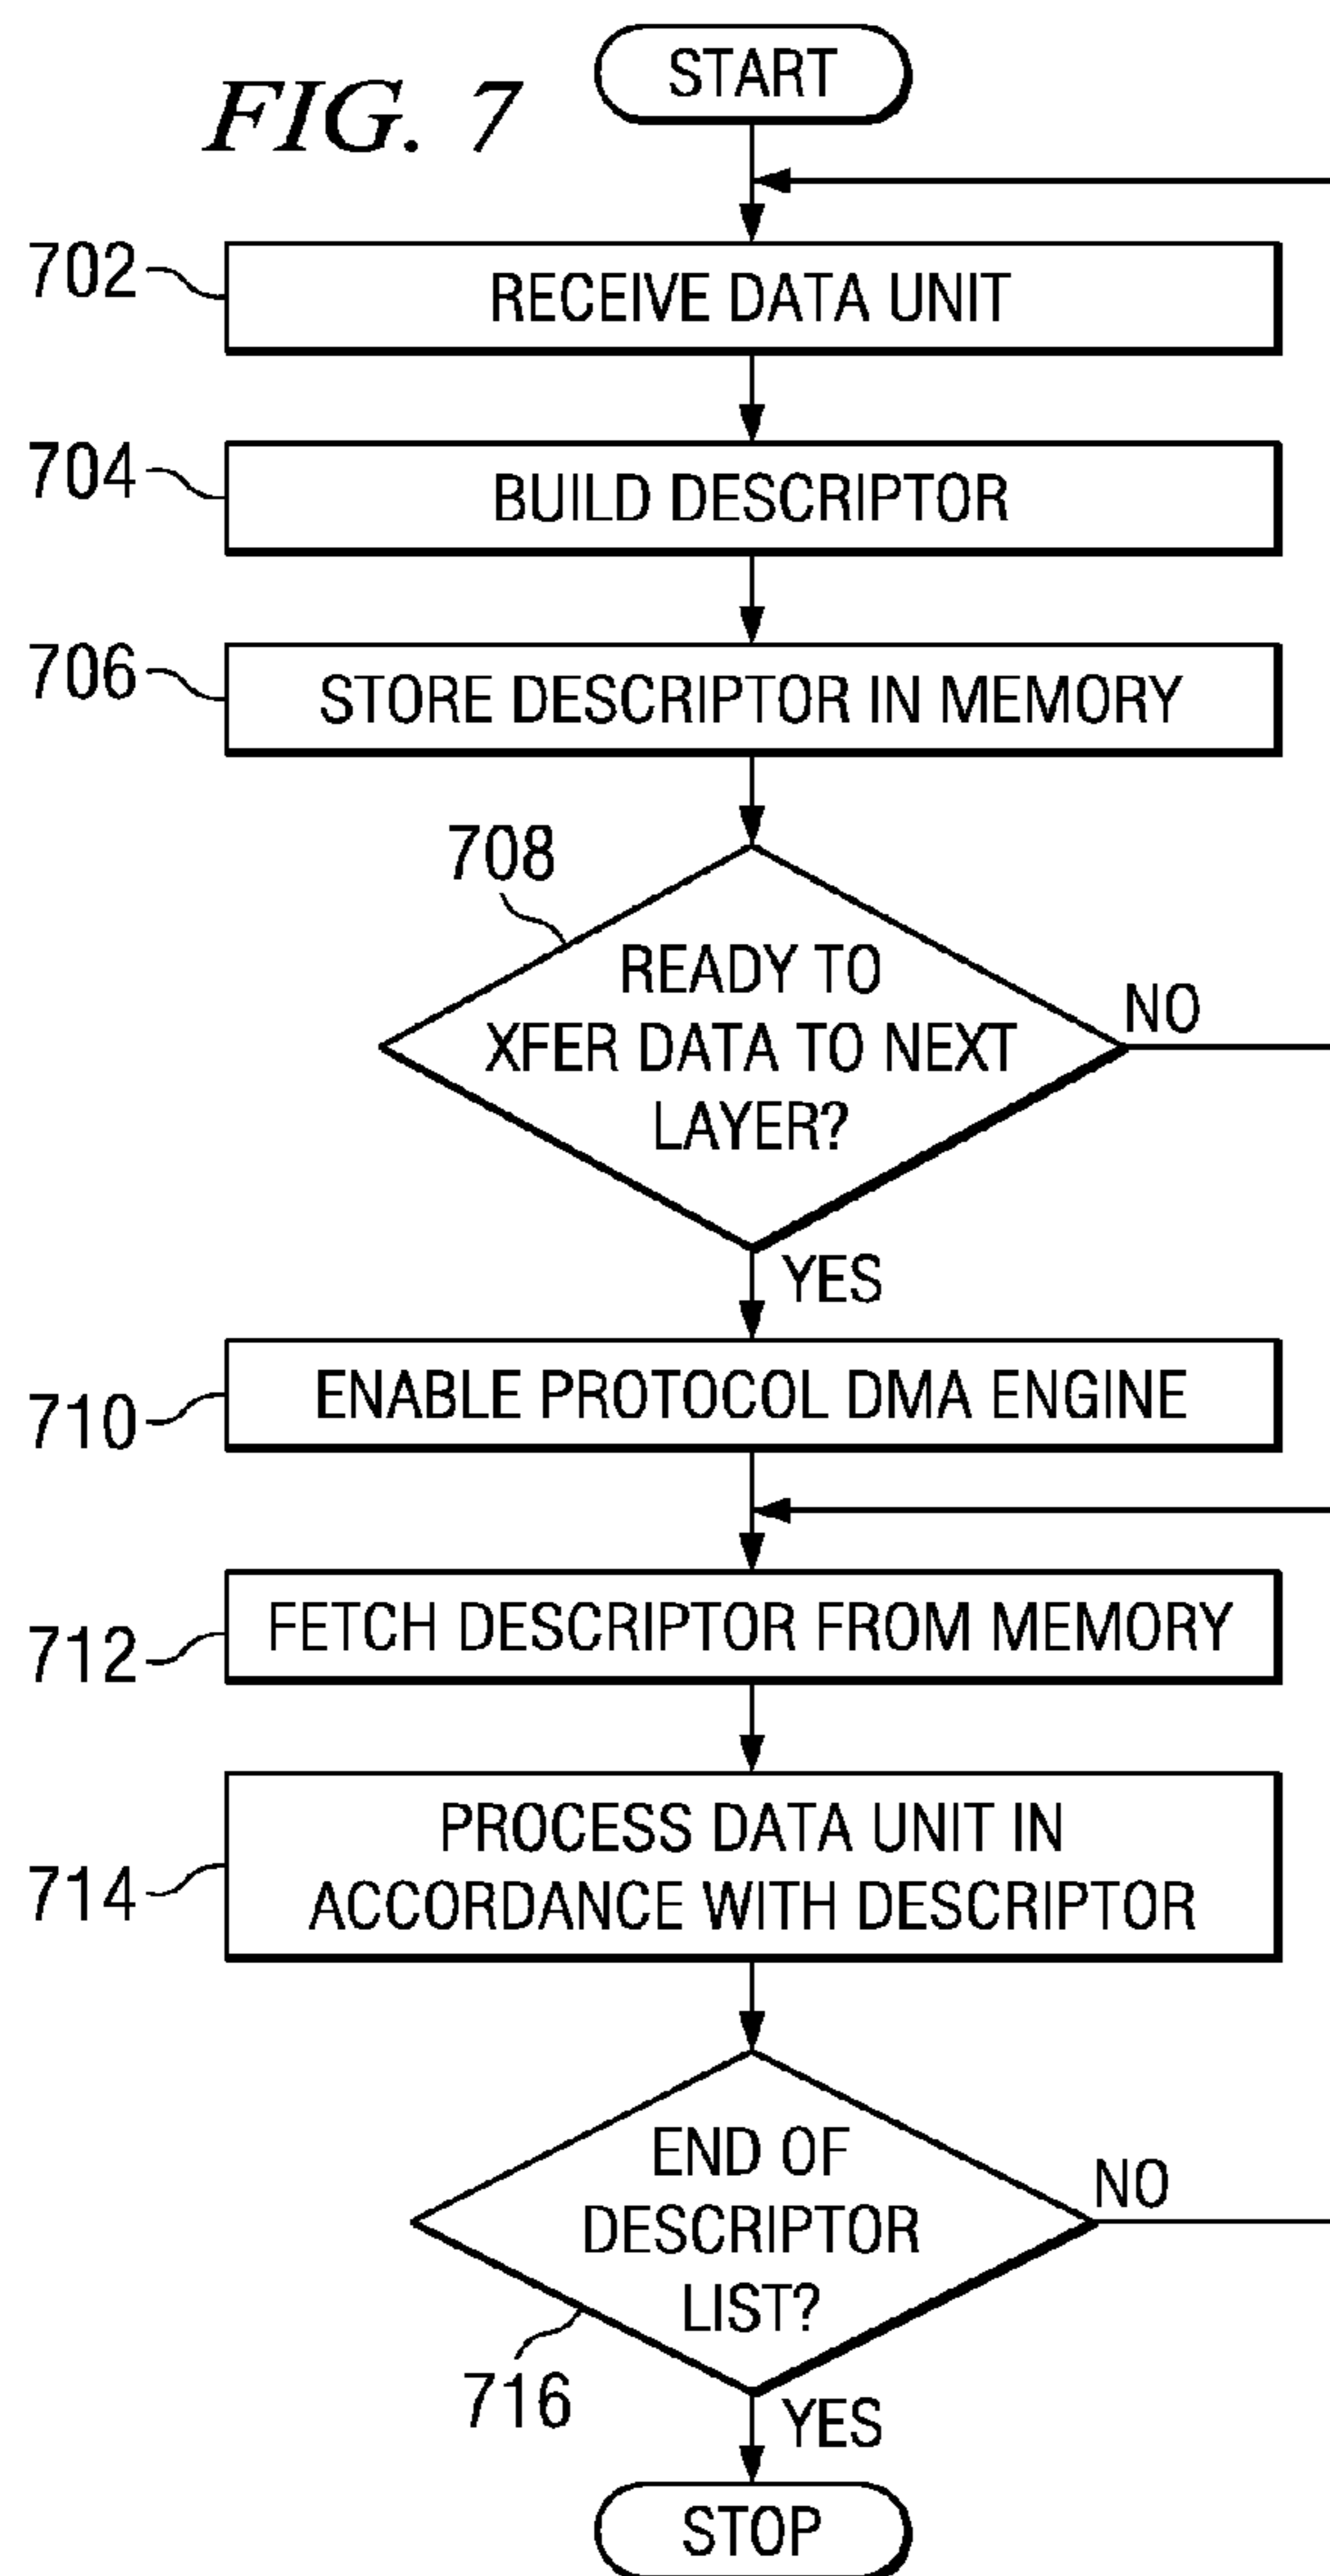 FIG. 7
START
702
RECEIVE DATA UNIT
704
BUILD DESCRIPTOR
706
STORE DESCRIPTOR IN MEMORY
708
READY TO
XFER DATA TO NEXT
LAYER?
NO
YES
710
ENABLE PROTOCOL DMA ENGINE
712
FETCH DESCRIPTOR FROM MEMORY
714
PROCESS DATA UNIT IN
ACCORDANCE WITH DESCRIPTOR
END OF
DESCRIPTOR
LIST?
NO
716
YES
STOP